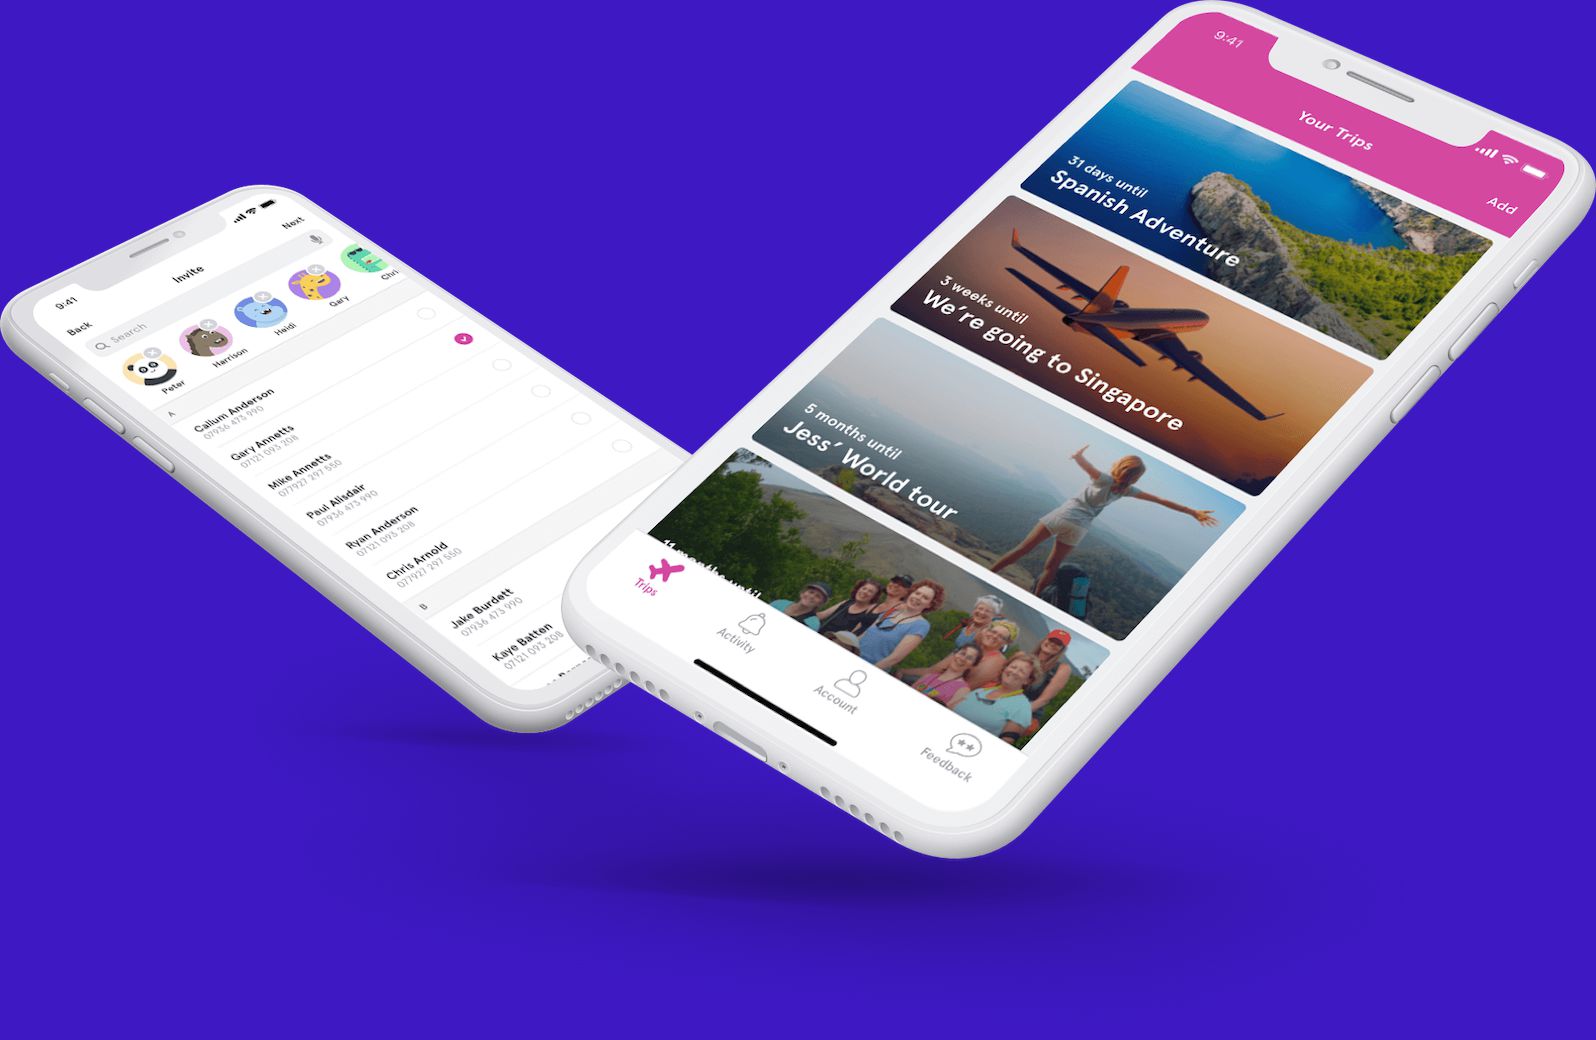 9:41
Back
Invite
Next
Search
Peter
Harrison
Heidi
Gary
Chri
A
Callum Anderson
07936 473 990
Gary Annetts
07121 093 208
Mike Annetts
077927 297 550
Paul Alisdair
07936 473 990
Ryan Anderson
07121 093 208
Chris Arnold
077927 297 550
B
Jake Burdett
07936 473 990
Kaye Batten
07121 093 208
9:41
Your Trips
Add
31 days until
Spanish Adventure
3 weeks until
We're going to Singapore
5 months until
Jess' World tour
Trips
Activity
Account
Feedback